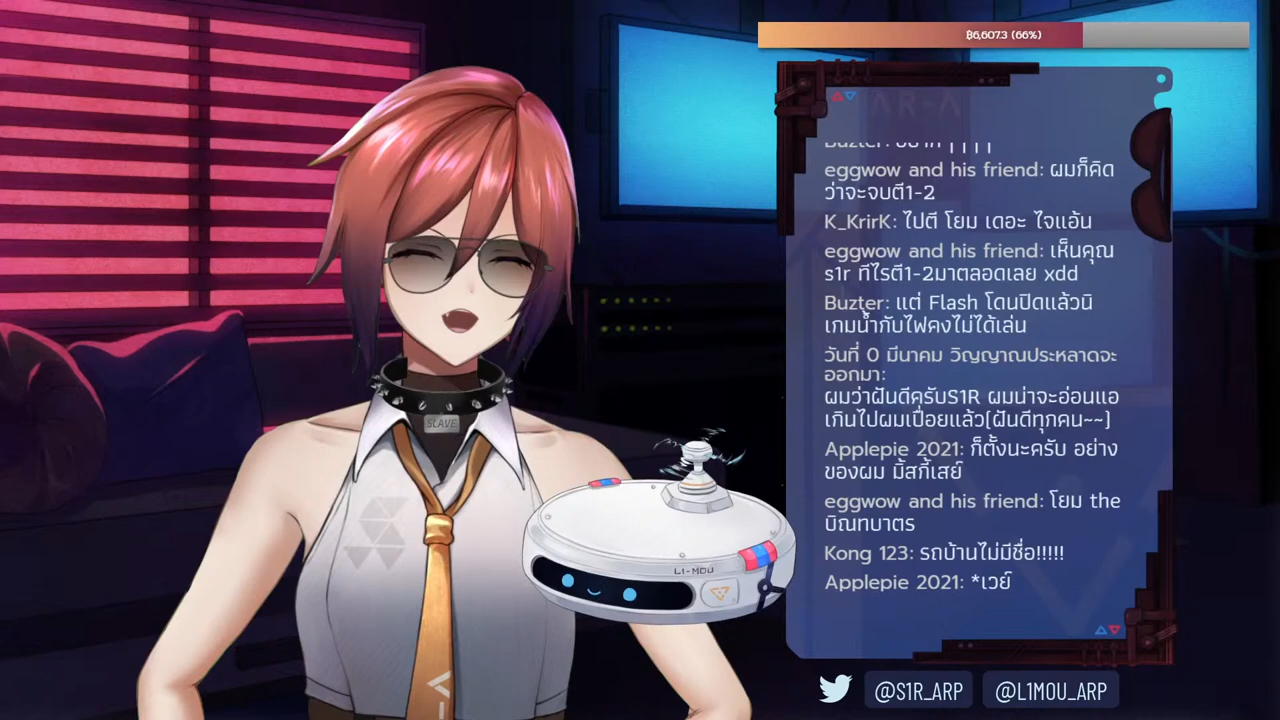 ฿6,607.3 (66%)
eggwow and his friend: ผมก็คิด
ว่าจะจบตี1-2
K_KrirK: ไปตี โยม เดอะ ไจแอ้น
eggwow and his friend: เห็นคุณ
s1r ทีไรตี1-2มาตลอดเลย xdd
Buzter: แต่ Flash โดนปิดแล้วนิ
เกมน้ำกับไฟคงไม่ได้เล่น
วันที่ 0 มีนาคม วิญญาณประหลาดจะ
ออกมา:
ผมว่าฝันดีครับS1R ผมน่าจะอ่อนแอ
เกินไปผมเปื่อยแล้ว(ฝันดีทุกคน~~)
Applepie 2021: ก็ตั้งนะครับ อย่าง
ของผม มั้สกี้เสย์
eggwow and his friend: โยม the
บิณฑบาตร
Kong 123: รถบ้านไม่มีชื่อ!!!!!
Applepie 2021: *เวย์
SLAVE
L1-MOU
@S1R_ARP
@L1MOU_ARP